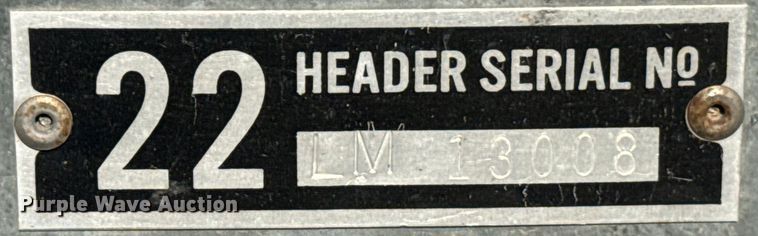 22 HEADER SERIAL Nº
LM 13008
Purple Wave Auction